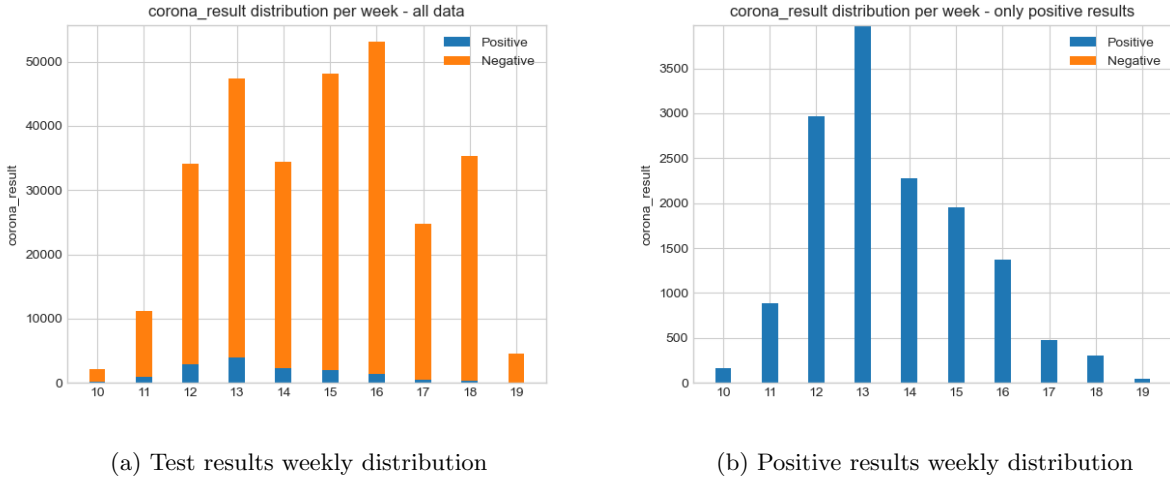 corona_result distribution per week - all data
Positive
Negative
50000
40000
30000
20000
10000
0
corona_result
10 11 12 13 14 15 16 17 18 19
(a) Test results weekly distribution
corona_result distribution per week - only positive results
Positive
Negative
3500
3000
2500
2000
1500
1000
500
0
corona_result
10 11 12 13 14 15 16 17 18 19
(b) Positive results weekly distribution